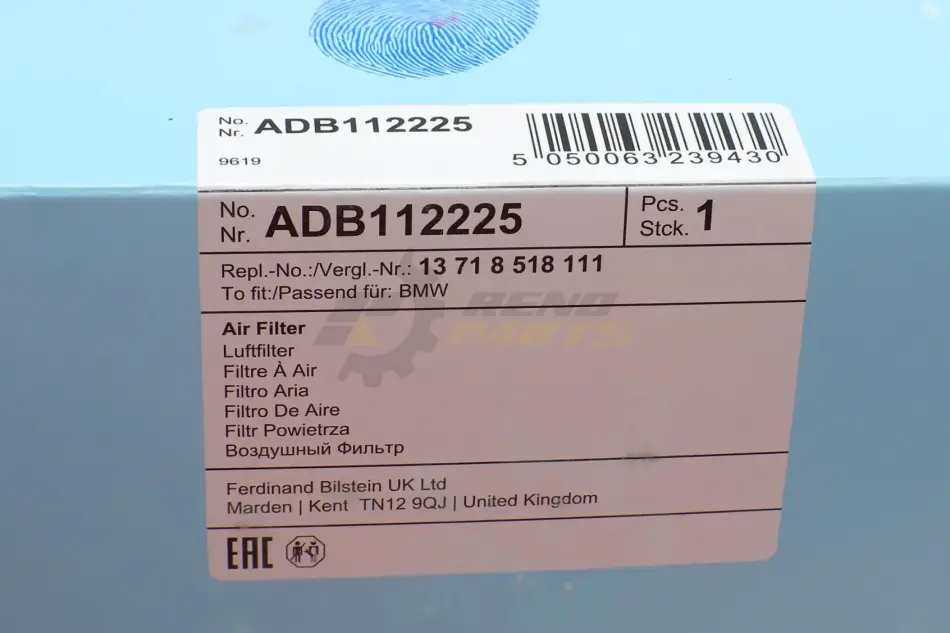 No.
Nr. ADB112225
9619
5 050063 239430
No.
Nr. ADB112225
Pcs.
Stck. 1
Repl.-No.:/Vergl.-Nr.: 13 71 8 518 111
To fit:/Passend für: BMW
REND
PARTS
Air Filter
Luftfilter
Filtre À Air
Filtro Aria
Filtro De Aire
Filtr Powietrza
Воздушный Фильтр
Ferdinand Bilstein UK Ltd
Marden | Kent TN12 9QJ | United Kingdom
EAC